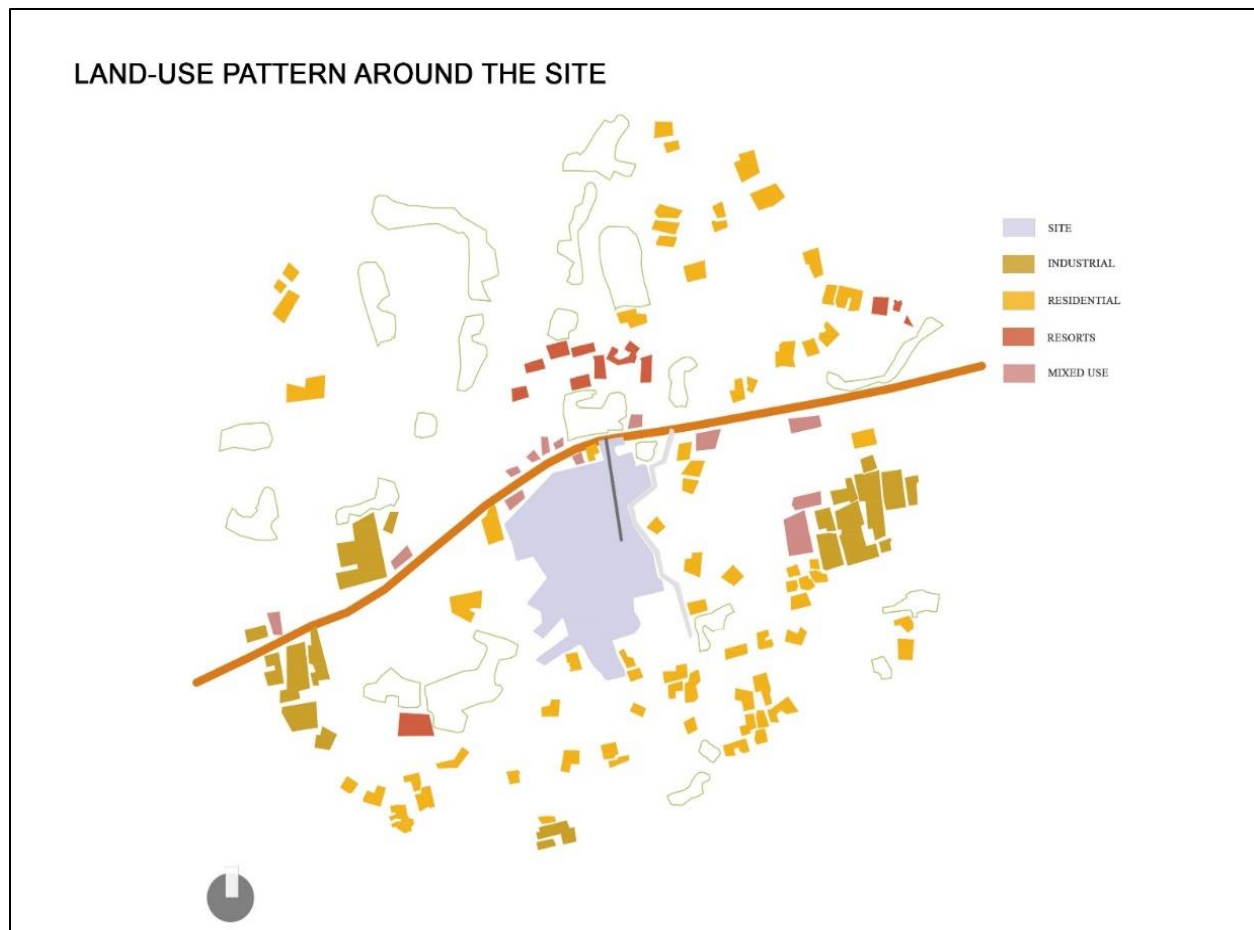 LAND-USE PATTERN AROUND THE SITE
SITE
INDUSTRIAL
RESIDENTIAL
RESORTS
MIXED USE